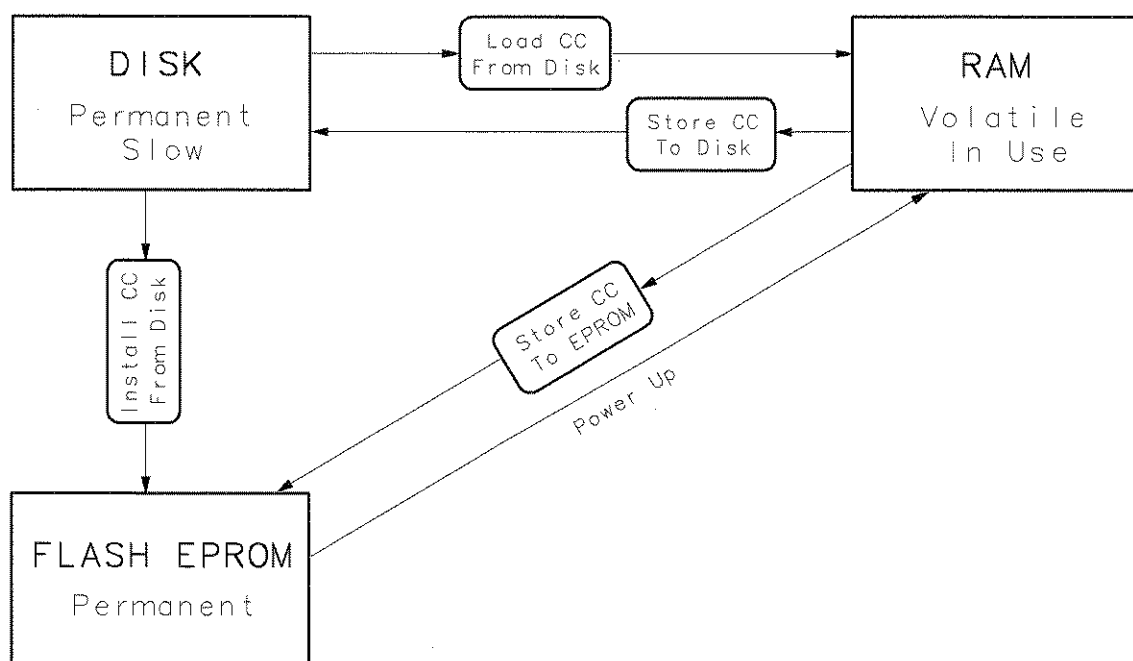 DISK
Permanent
Slow
Load CC
From Disk
RAM
Volatile
In Use
Store CC
To Disk
Install CC
From Disk
Store CC
To EPROM
Power Up
FLASH EPROM
Permanent